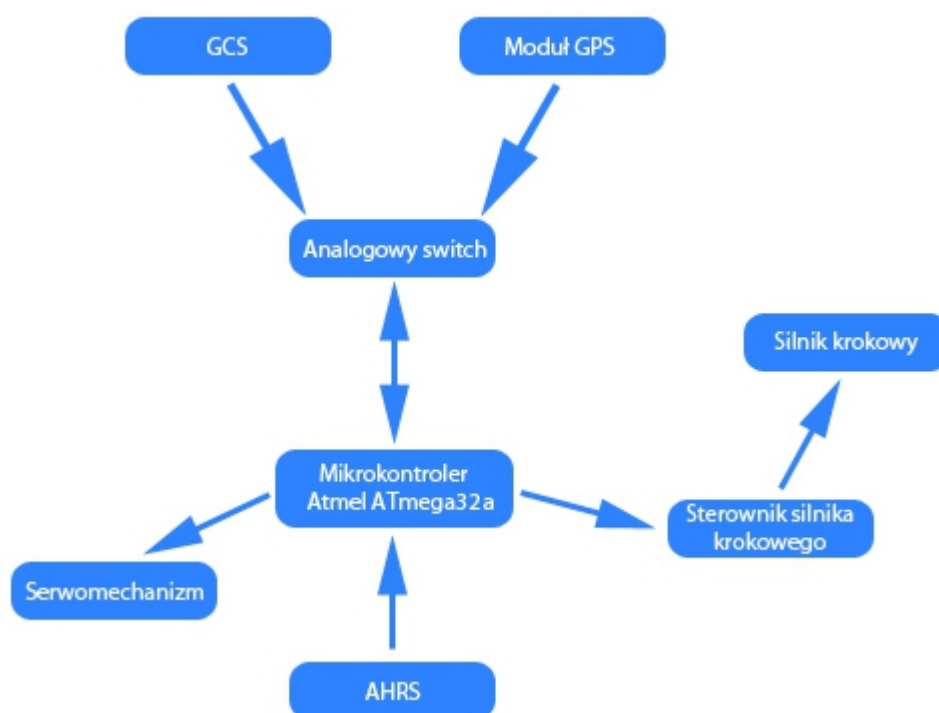 GCS
Moduł GPS
Analogowy switch
Silnik krokowy
Mikrokontroler
Atmel ATmega32a
Sterownik silnika
krokowego
Serwomechanizm
AHRS